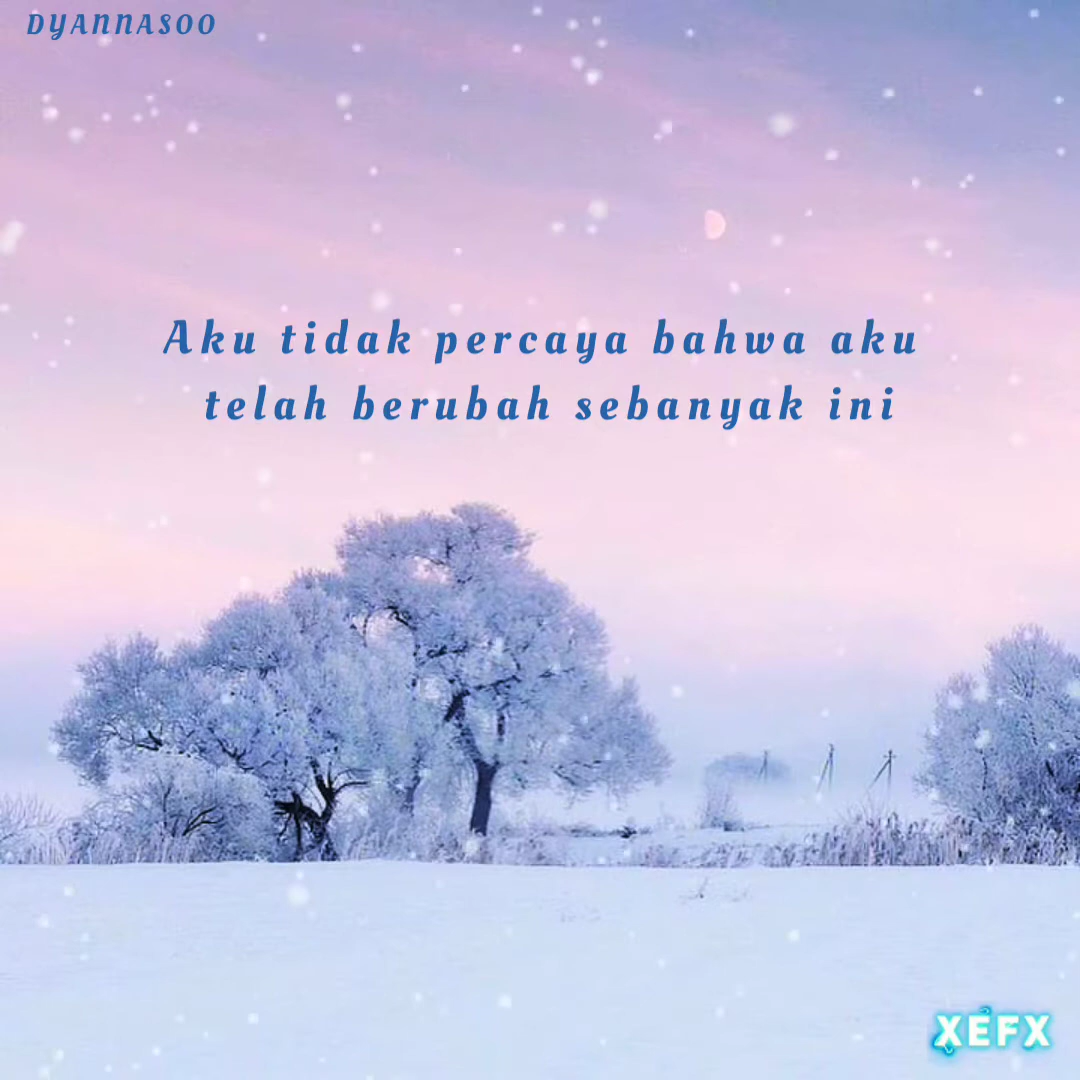 DYANNASOO
Aku tidak percaya bahwa aku
telah berubah sebanyak ini
XEFX